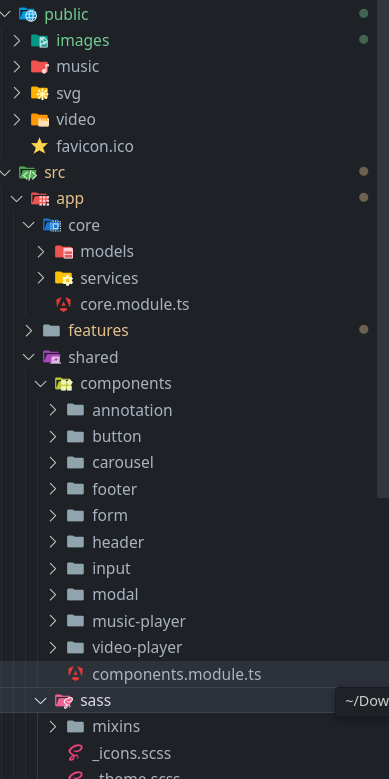 public
images
music
svg
video
favicon.ico
src
app
core
models
services
core.module.ts
features
shared
components
annotation
button
carousel
footer
form
header
input
modal
music-player
video-player
components.module.ts
sass
~/Dow
mixins
_icons.scss
_theme.scss